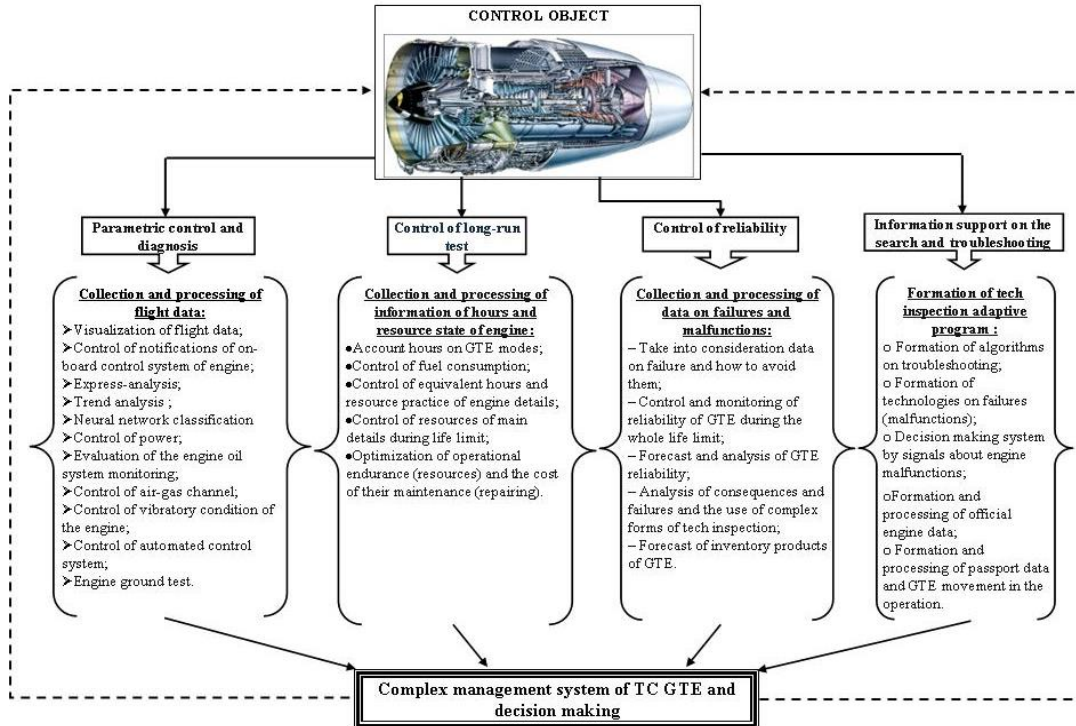 CONTROL OBJECT
Parametric control and
diagnosis
Control of long-run
test
Control of reliability
Information support on the
search and troubleshooting
Collection and processing of
flight data:
➢Visualization of flight data;
➢Control of notifications of on-
board control system of engine;
➢Express-analysis;
➢Trend analysis ;
➢Neural network classification
➢Control of power;
➢Evaluation of the engine oil
system monitoring;
➢Control of air-gas channel;
➢Control of vibratory condition of
the engine;
➢Control of automated control
system;
➢Engine ground test.
Collection and processing of
information of hours and
resource state of engine:
●Account hours on GTE modes;
●Control of fuel consumption;
●Control of equivalent hours and
resource practice of engine details;
●Control of resources of main
details during life limit;
●Optimization of operational
endurance (resources) and the cost
of their maintenance (repairing).
Collection and processing of
data on failures and
malfunctions:
– Take into consideration data
on failure and how to avoid
them;
– Control and monitoring of
reliability of GTE during the
whole life limit;
– Forecast and analysis of GTE
reliability;
– Analysis of consequences and
failures and the use of complex
forms of tech inspection;
– Forecast of inventory products
of GTE.
Formation of tech
inspection adaptive
program :
o Formation of algorithms
on troubleshooting;
o Formation of
technologies on failures
(malfunctions);
o Decision making system
by signals about engine
malfunctions;
oFormation and
processing of official
engine data;
o Formation and
processing of passport data
and GTE movement in the
operation.
Complex management system of TC GTE and
decision making